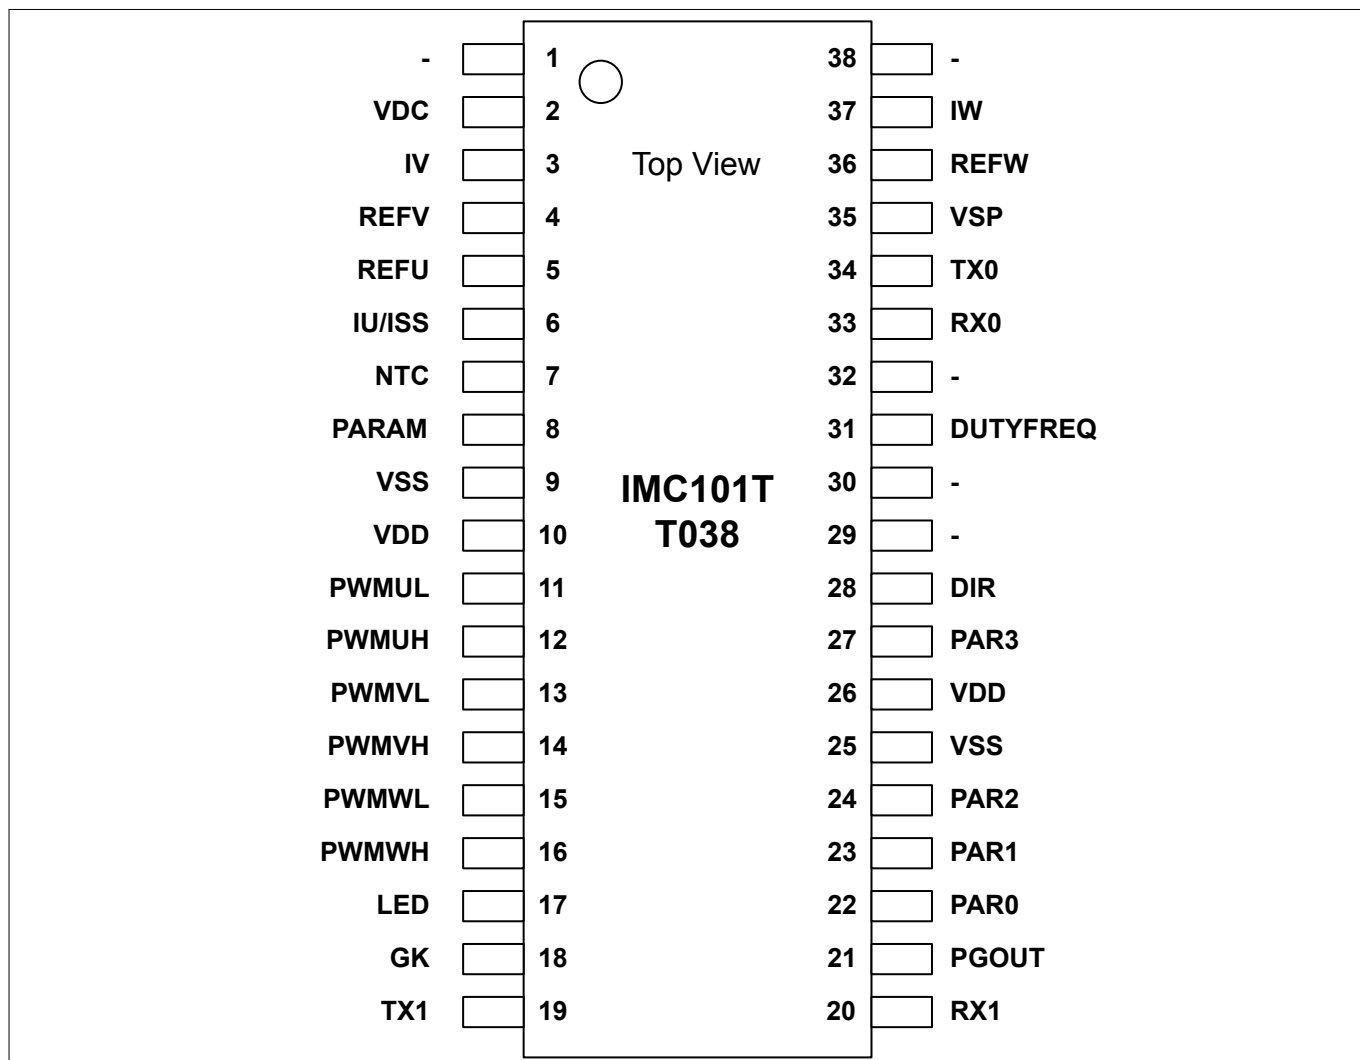 - 1 38 -
VDC 2 37 IW
IV 3 Top View 36 REFW
REFV 4 35 VSP
REFU 5 34 TX0
IU/ISS 6 33 RX0
NTC 7 32 -
PARAM 8 31 DUTYFREQ
VSS 9 IMC101T 30 -
VDD 10 T038 29 -
PWMUL 11 28 DIR
PWMUH 12 27 PAR3
PWMVL 13 26 VDD
PWMVH 14 25 VSS
PWMWL 15 24 PAR2
PWMWH 16 23 PAR1
LED 17 22 PAR0
GK 18 21 PGOUT
TX1 19 20 RX1